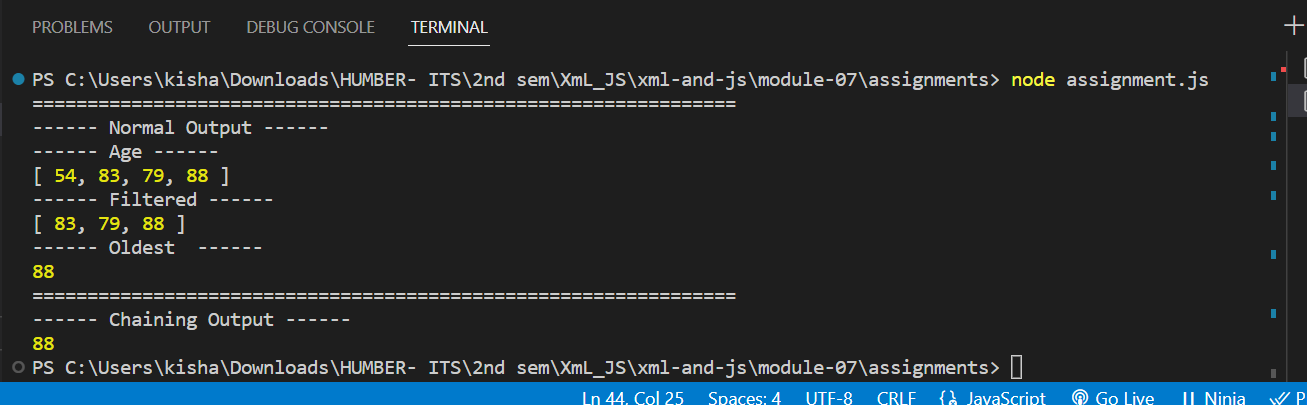 PROBLEMS OUTPUT DEBUG CONSOLE TERMINAL
PS C:\Users\kisha\Downloads\HUMBER- ITS\2nd sem\XmL_JS\xml-and-js\module-07\assignments> node assignment.js
================================================================
------ Normal Output ------
------ Age ------
[ 54, 83, 79, 88 ]
------ Filtered ------
[ 83, 79, 88 ]
------ Oldest  ------
88
================================================================
------ Chaining Output ------
88
PS C:\Users\kisha\Downloads\HUMBER- ITS\2nd sem\XmL_JS\xml-and-js\module-07\assignments>
Ln 44, Col 25 Spaces: 4 UTF-8 CRLF {} JavaScript Go Live Ninja P